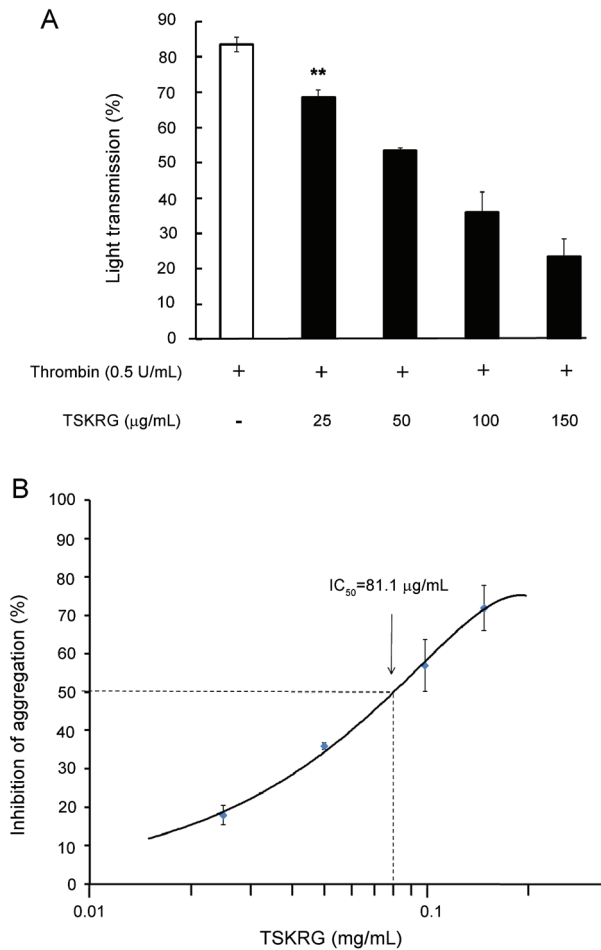 A
Light transmission (%)
90
80
70
60
50
40
30
20
10
0
**
Thrombin (0.5 U/mL) + + + + +
TSKRG (μg/mL) - 25 50 100 150
B
Inhibition of aggregation (%)
100
90
80
70
60
50
40
30
20
10
0
IC50=81.1 μg/mL
0.01 0.1
TSKRG (mg/mL)